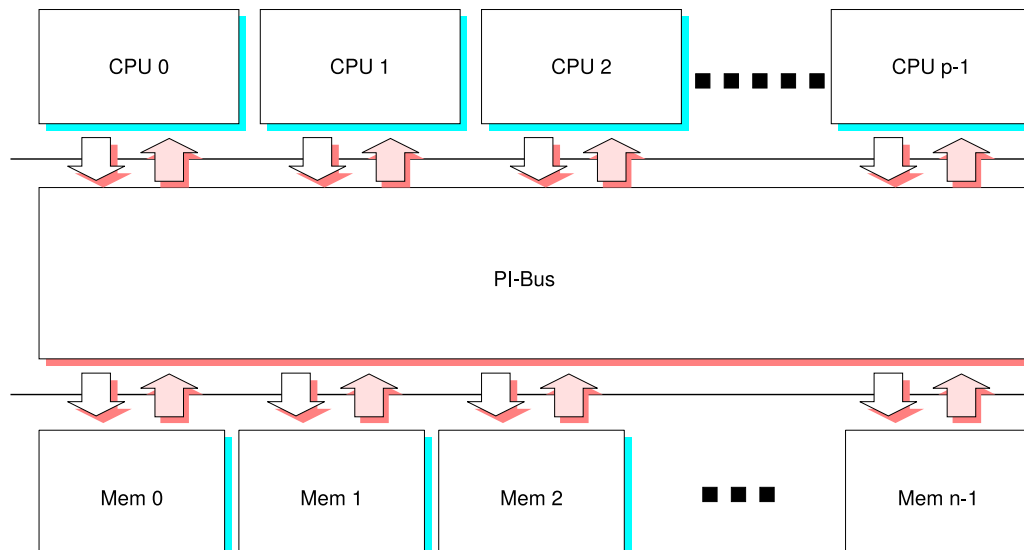 CPU 0
CPU 1
CPU 2
CPU p-1
PI-Bus
Mem 0
Mem 1
Mem 2
Mem n-1